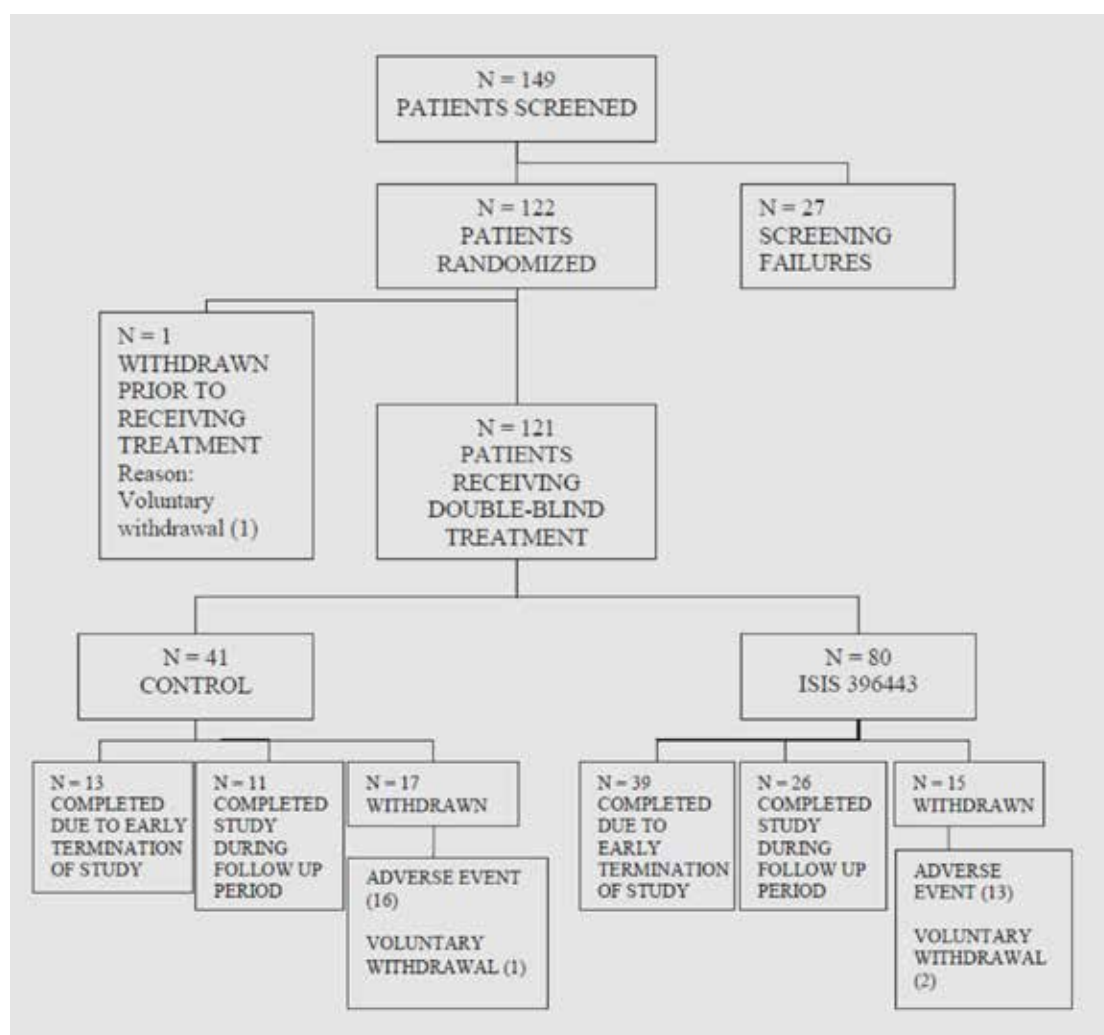 N = 149
PATIENTS SCREENED
N = 122
PATIENTS
RANDOMIZED
N = 27
SCREENING
FAILURES
N = 1
WITHDRAWN
PRIOR TO
RECEIVING
TREATMENT
Reason:
Voluntary
withdrawal (1)
N = 121
PATIENTS
RECEIVING
DOUBLE-BLIND
TREATMENT
N = 41
CONTROL
N = 80
ISIS 396443
N = 13
COMPLETED
DUE TO EARLY
TERMINATION
OF STUDY
N = 11
COMPLETED
STUDY
DURING
FOLLOW UP
PERIOD
N = 17
WITHDRAWN
ADVERSE EVENT
(16)
VOLUNTARY
WITHDRAWAL (1)
N = 39
COMPLETED
DUE TO
EARLY
TERMINATION
OF STUDY
N = 26
COMPLETED
STUDY
DURING
FOLLOW UP
PERIOD
N = 15
WITHDRAWN
ADVERSE
EVENT (13)
VOLUNTARY
WITHDRAWAL
(2)